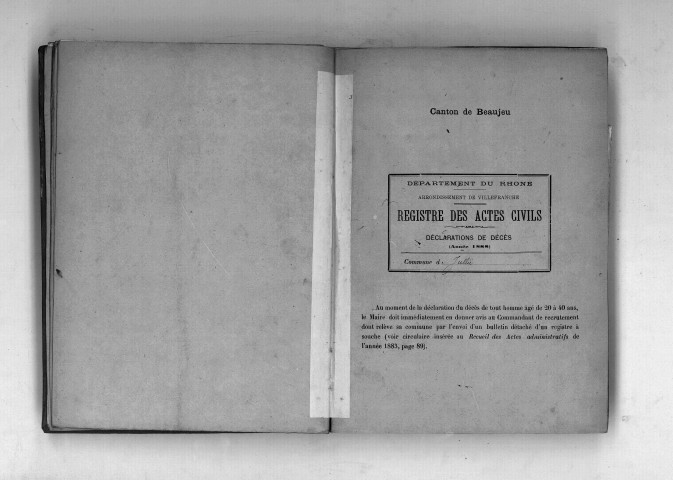 Canton de Beaujeu
DÉPARTEMENT DU RHONE
ARRONDISSEMENT DE VILLEFRANCHE
REGISTRE DES ACTES CIVILS
DÉCLARATIONS DE DÉCÈS
(Année 1888)
Commune de Jullié
Au moment de la déclaration du décès de tout homme âgé de 20 à 40 ans,
le Maire doit immédiatement en donner avis au Commandant de recrutement
dont relève sa commune par l'envoi d'un bulletin détaché d'un registre à
souche (voir circulaire insérée au Recueil des Actes administratifs de
l'année 1883, page 89).